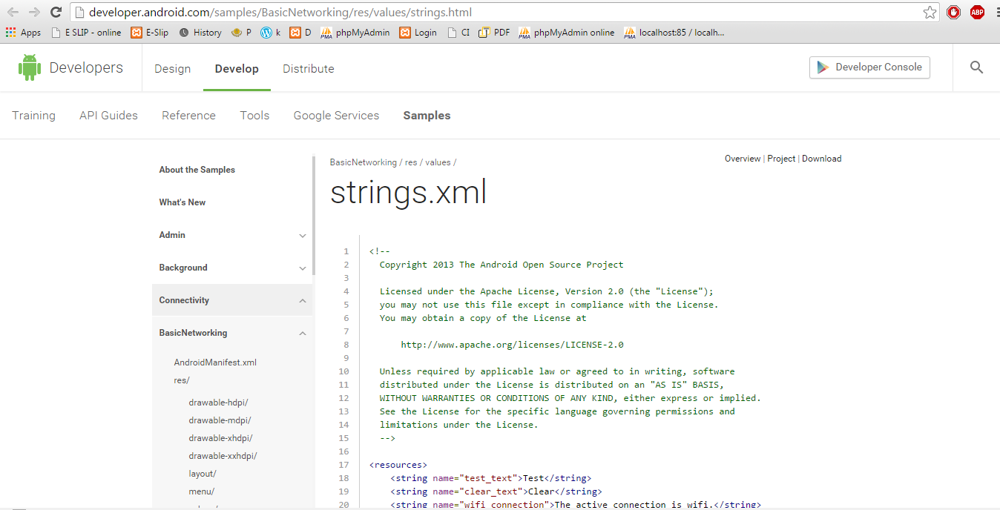 developer.android.com/samples/BasicNetworking/res/values/strings.html
ABP
Apps E SLIP - online E-Slip History P k D phpMyAdmin Login CI PDF phpMyAdmin online localhost:85 / localh...
Developers Design Develop Distribute Developer Console
Training API Guides Reference Tools Google Services Samples
About the Samples
What's New
Admin
Background
Connectivity
BasicNetworking
AndroidManifest.xml
res/
drawable-hdpi/
drawable-mdpi/
drawable-xhdpi/
drawable-xxhdpi/
layout/
menu/
BasicNetworking / res / values /
Overview | Project | Download
strings.xml
1 <!--
2 Copyright 2013 The Android Open Source Project
3
4 Licensed under the Apache License, Version 2.0 (the "License");
5 you may not use this file except in compliance with the License.
6 You may obtain a copy of the License at
7
8 http://www.apache.org/licenses/LICENSE-2.0
9
10 Unless required by applicable law or agreed to in writing, software
11 distributed under the License is distributed on an "AS IS" BASIS,
12 WITHOUT WARRANTIES OR CONDITIONS OF ANY KIND, either express or implied.
13 See the License for the specific language governing permissions and
14 limitations under the License.
15 -->
16
17 <resources>
18 <string name="test_text">Test</string>
19 <string name="clear_text">Clear</string>
20 <string name="wifi_connection">The active connection is wifi.</string>